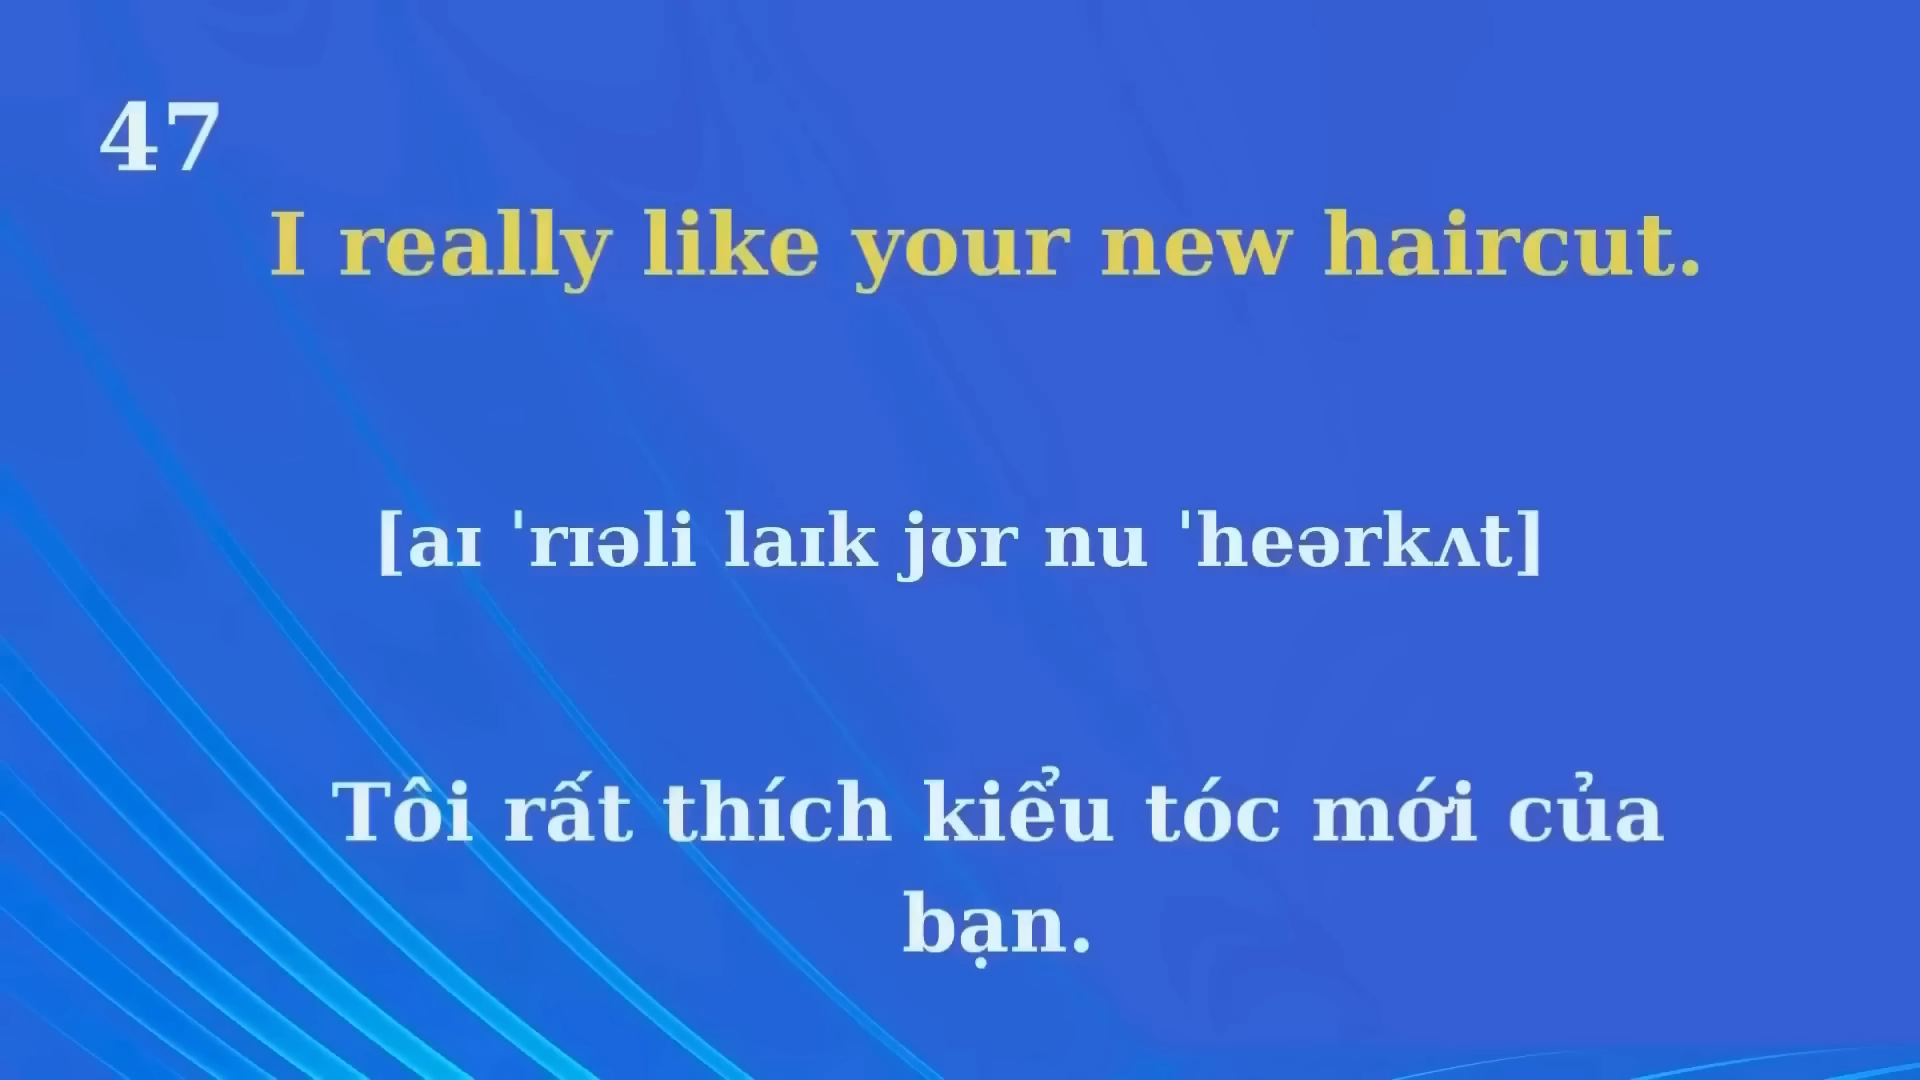 47
I really like your new haircut.
[aɪ ˈrɪəli laɪk jʊr nu ˈheərkʌt]
Tôi rất thích kiểu tóc mới của
bạn.